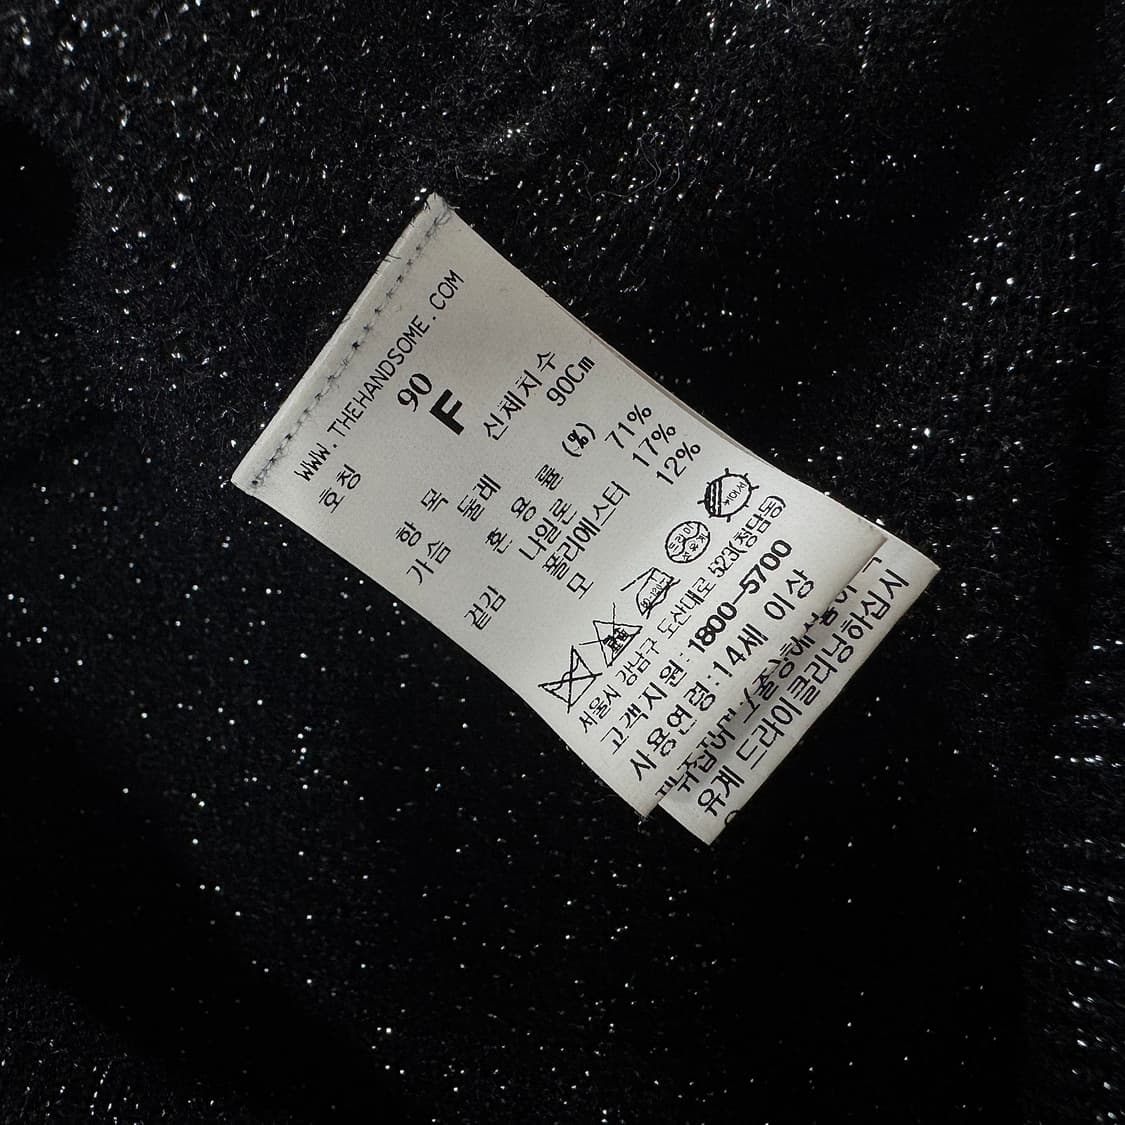 WWW.THEHANDSOME.COM
호칭 90
F
항 목 신체치수
가슴 둘레 90Cm
혼 용 률 (%)
겉감 나일론 71%
폴리에스터 17%
모 12%
서울시 강남구 도산대로 523(청담동)
고객지원:1800-5700
사용연령:14세 이상
유계 드라이클리닝하십시